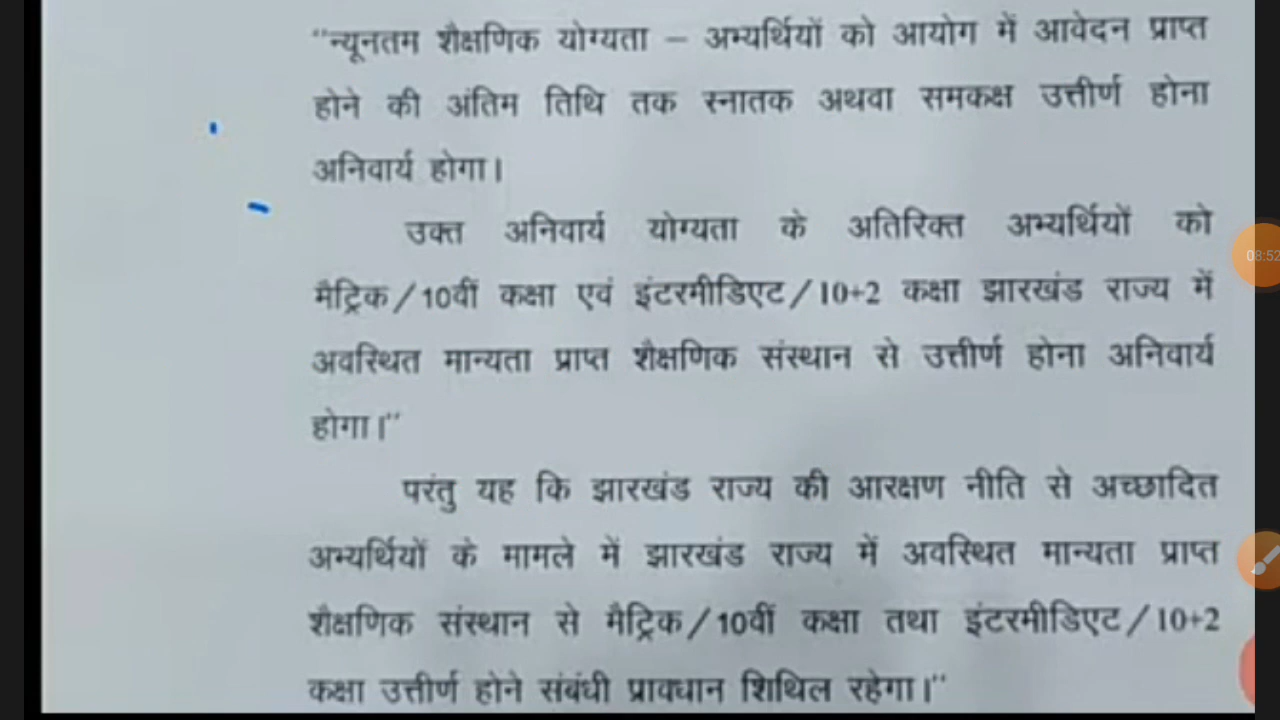 "न्यूनतम शैक्षणिक योग्यता – अभ्यर्थियों को आयोग में आवेदन प्राप्त
होने की अंतिम तिथि तक स्नातक अथवा समकक्ष उत्तीर्ण होना
अनिवार्य होगा।
उक्त अनिवार्य योग्यता के अतिरिक्त अभ्यर्थियों को
मैट्रिक/10वीं कक्षा एवं इंटरमीडिएट/10+2 कक्षा झारखंड राज्य में
अवस्थित मान्यता प्राप्त शैक्षणिक संस्थान से उत्तीर्ण होना अनिवार्य
होगा।"
परंतु यह कि झारखंड राज्य की आरक्षण नीति से अच्छादित
अभ्यर्थियों के मामले में झारखंड राज्य में अवस्थित मान्यता प्राप्त
शैक्षणिक संस्थान से मैट्रिक/10वीं कक्षा तथा इंटरमीडिएट/10+2
कक्षा उत्तीर्ण होने संबंधी प्रावधान शिथिल रहेगा।"
08:52